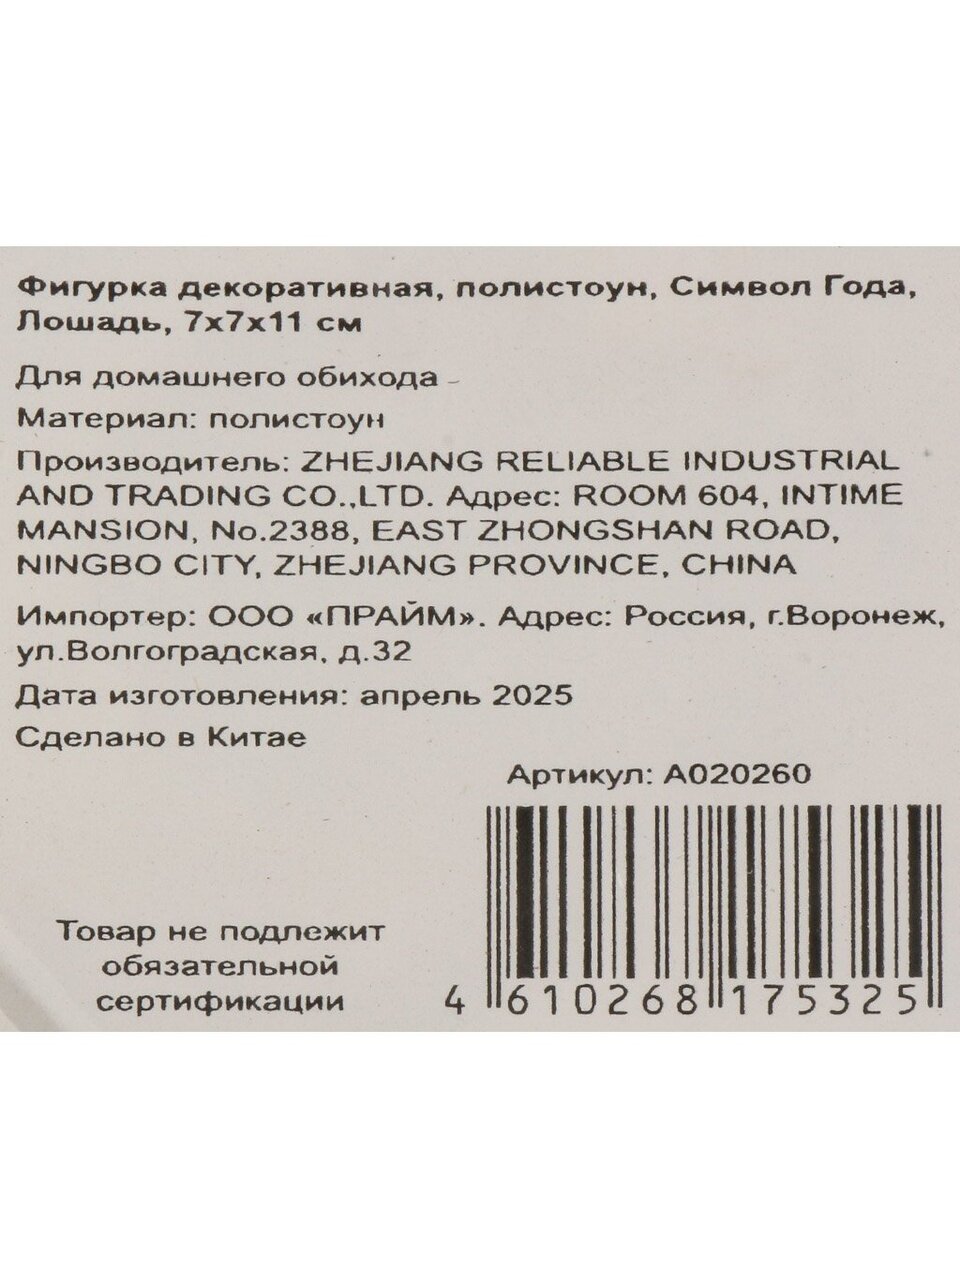 Фигурка декоративная, полистоун, Символ Года,
Лошадь, 7х7х11 см
Для домашнего обихода
Материал: полистоун
Производитель: ZHEJIANG RELIABLE INDUSTRIAL
AND TRADING CO.,LTD. Адрес: ROOM 604, INTIME
MANSION, No.2388, EAST ZHONGSHAN ROAD,
NINGBO CITY, ZHEJIANG PROVINCE, CHINA
Импортер: ООО «ПРАЙМ». Адрес: Россия, г.Воронеж,
ул.Волгоградская, д.32
Дата изготовления: апрель 2025
Сделано в Китае
Артикул: А020260
Товар не подлежит
обязательной
сертификации
4 610268 175325